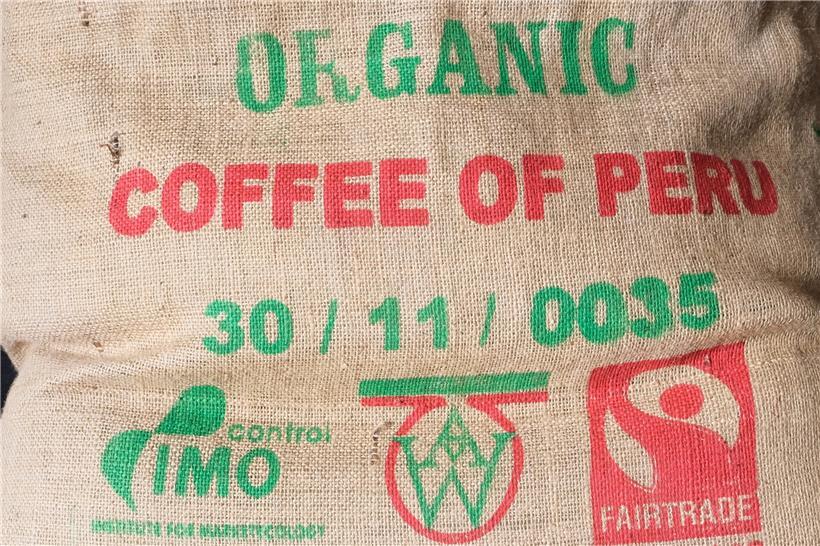 ORGANIC
COFFEE OF PERU
30 / 11 / 0035
control
IMO
INSTITUTE FOR MARKETECOLOGY
FAIRTRADE